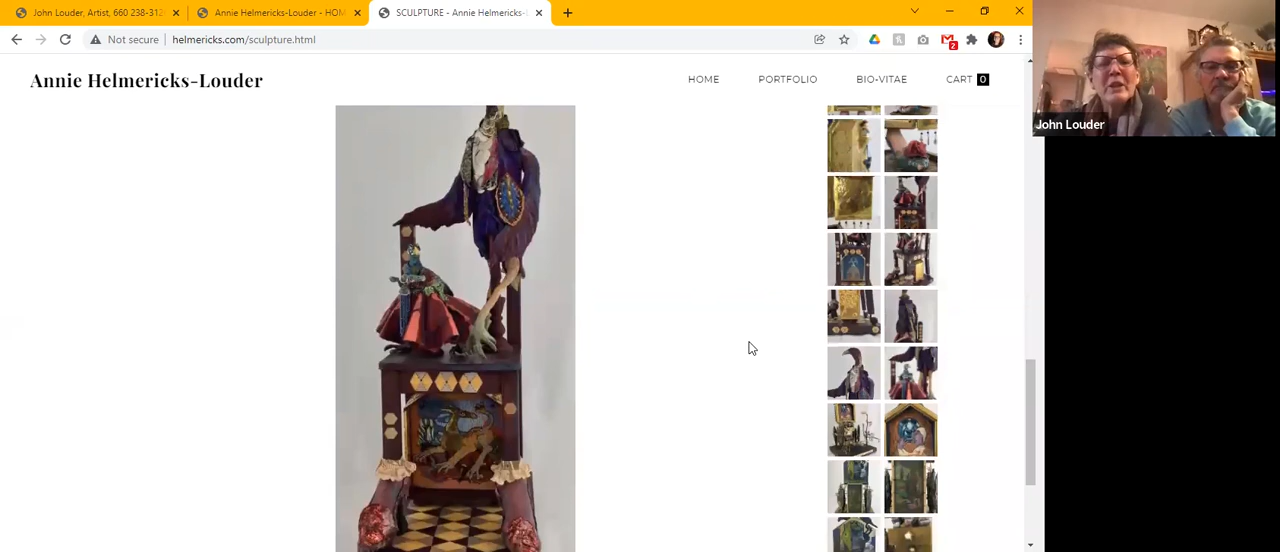 John Louder, Artist, 660 238-312
Annie Helmericks-Louder - HOM
SCULPTURE - Annie Helmericks-
Not secure
helmericks.com/sculpture.html
2
Annie Helmericks-Louder
HOME
PORTFOLIO
BIO-VITAE
CART 0
John Louder